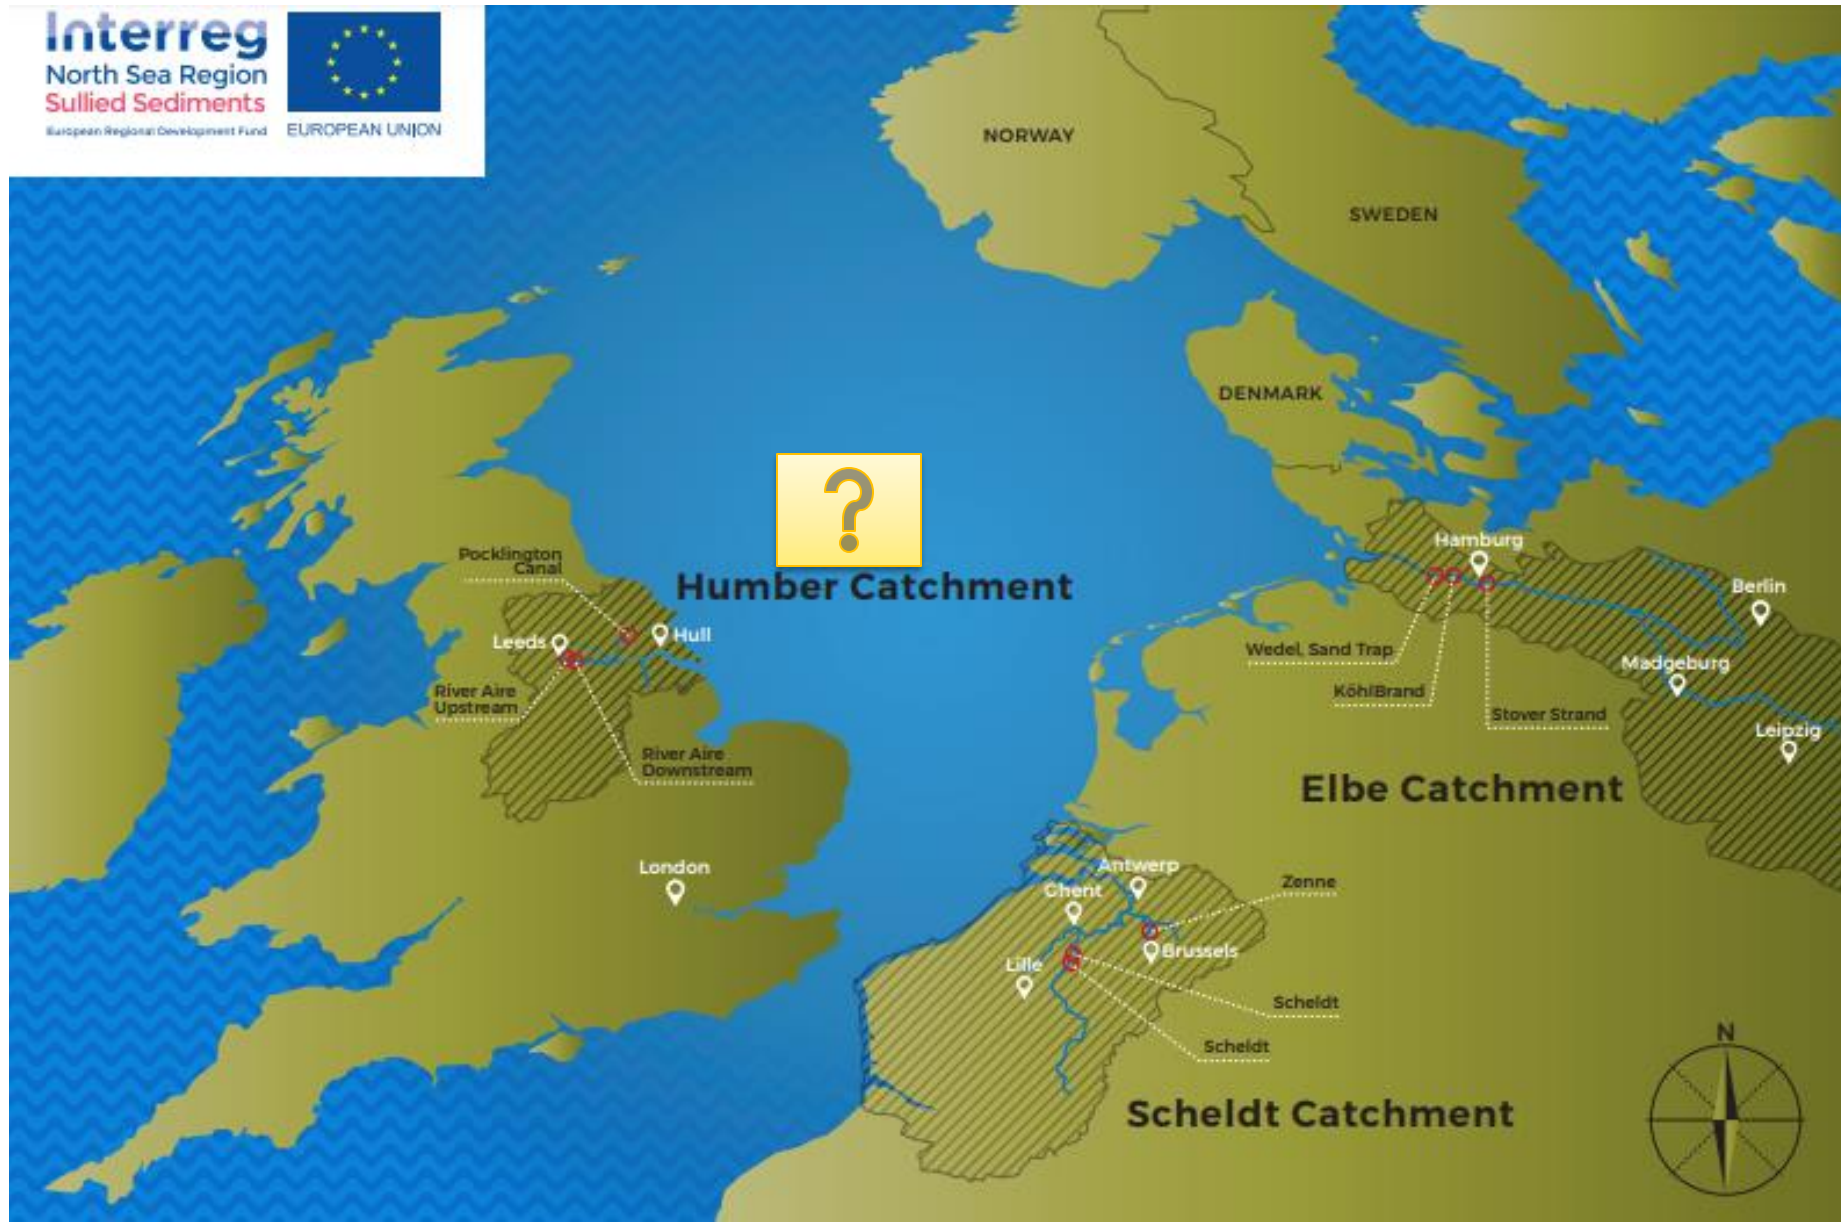 Interreg
North Sea Region
Sullied Sediments
European Regional Development Fund
EUROPEAN UNION
NORWAY
SWEDEN
DENMARK
?
Pocklington
Canal
Humber Catchment
Leeds
Hull
River Aire
Upstream
River Aire
Downstream
London
Hamburg
Berlin
Wedel, Sand Trap
KöhlBrand
Stover Strand
Madgeburg
Leipzig
Elbe Catchment
Antwerp
Ghent
Zenne
Brussels
Lille
Scheldt
Scheldt
Scheldt Catchment
N